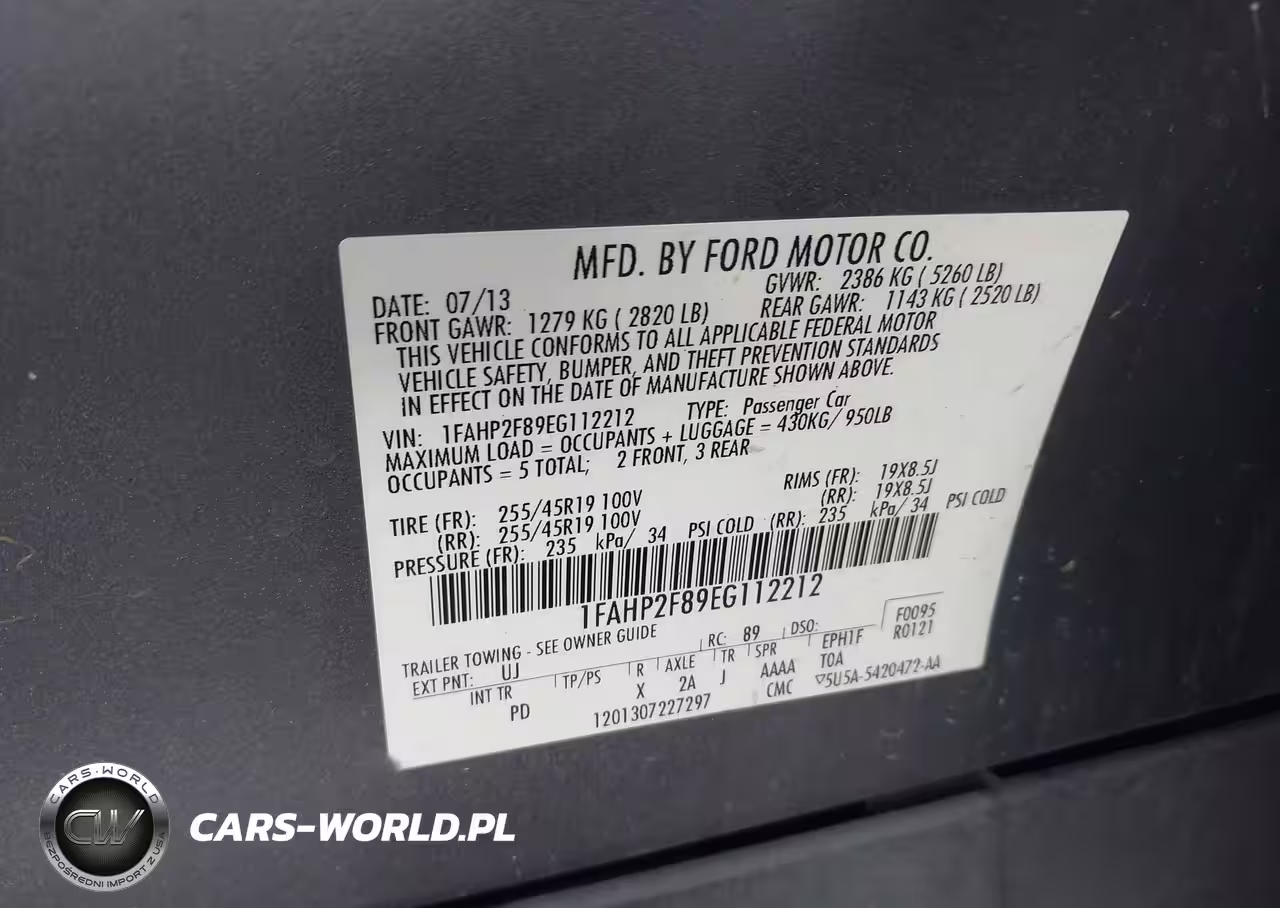 MFD. BY FORD MOTOR CO.
DATE: 07/13 GVWR: 2386 KG ( 5260 LB)
FRONT GAWR: 1279 KG ( 2820 LB) REAR GAWR: 1143 KG ( 2520 LB)
THIS VEHICLE CONFORMS TO ALL APPLICABLE FEDERAL MOTOR
VEHICLE SAFETY, BUMPER, AND THEFT PREVENTION STANDARDS
IN EFFECT ON THE DATE OF MANUFACTURE SHOWN ABOVE.
VIN: 1FAHP2F89EG112212 TYPE: Passenger Car
MAXIMUM LOAD = OCCUPANTS + LUGGAGE = 430KG/ 950LB
OCCUPANTS = 5 TOTAL; 2 FRONT, 3 REAR
TIRE (FR): 255/45R19 100V RIMS (FR): 19X8.5J
(RR): 255/45R19 100V (RR): 19X8.5J
PRESSURE (FR): 235 kPa/ 34 PSI COLD (RR): 235 kPa/ 34 PSI COLD
1FAHP2F89EG112212
TRAILER TOWING - SEE OWNER GUIDE
F0095
R0121
EXT PNT: UJ RC: 89 DSO: EPH1F
INT TR TP/PS R AXLE TR SPR T0A
PD X 2A J AAAA
1201307227297 CMC ▽5U5A-5420472-AA
CARS-WORLD
CW
BEZPOŚREDNI IMPORT Z USA
CARS-WORLD.PL